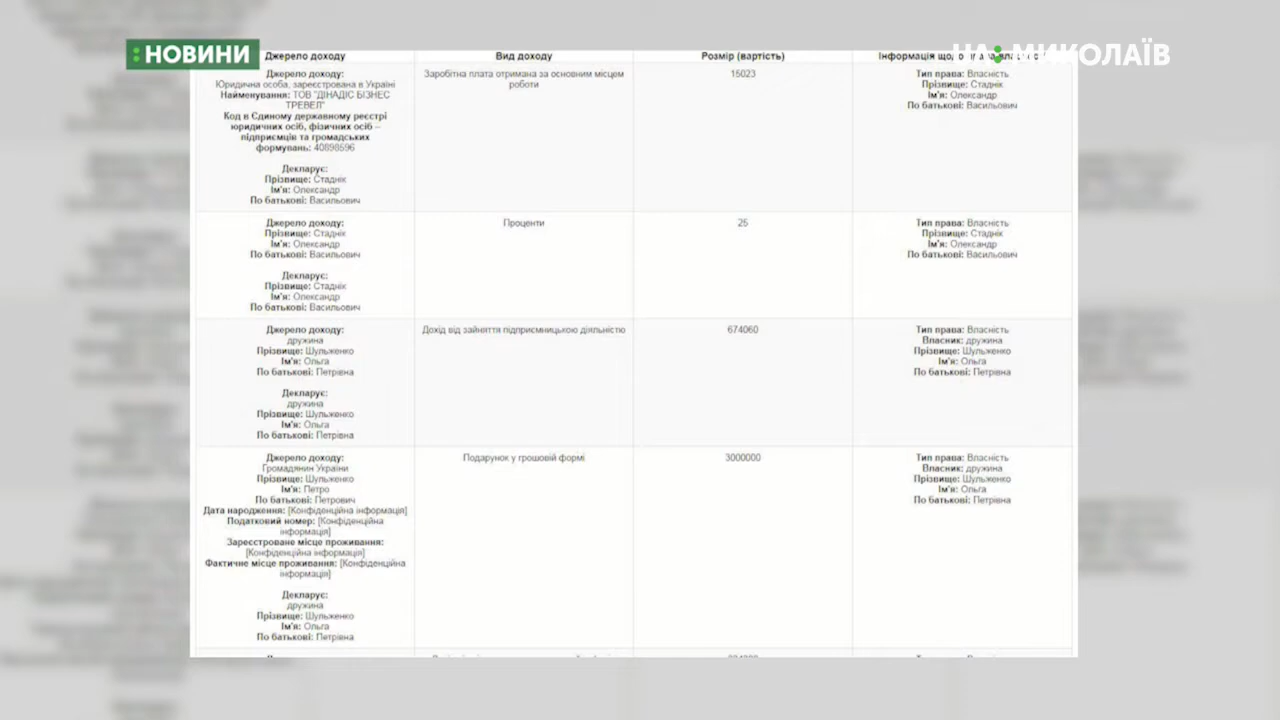 НОВИНИ
МИКОЛАЇВ
Джерело доходу
Вид доходу
Розмір (вартість)
Джерело доходу:
Юридична особа, зареєстрована в Україні
Найменування: ТОВ "ДІНАДІС БІЗНЕС
ТРЕВЕЛ"
Код в Єдиному державному реєстрі
юридичних осіб, фізичних осіб –
підприємців та громадських
формувань: 40898596
Декларує:
Прізвище: Стаднік
Ім'я: Олександр
По батькові: Васильович
Заробітна плата отримана за основним місцем
роботи
15023
Тип права: Власність
Прізвище: Стаднік
Ім'я: Олександр
По батькові: Васильович
Джерело доходу:
Прізвище: Стаднік
Ім'я: Олександр
По батькові: Васильович
Декларує:
Прізвище: Стаднік
Ім'я: Олександр
По батькові: Васильович
Проценти
25
Тип права: Власність
Прізвище: Стаднік
Ім'я: Олександр
По батькові: Васильович
Джерело доходу:
дружина
Прізвище: Шульженко
Ім'я: Ольга
По батькові: Петрівна
Декларує:
дружина
Прізвище: Шульженко
Ім'я: Ольга
По батькові: Петрівна
Дохід від зайняття підприємницькою діяльністю
674060
Тип права: Власність
Власник: дружина
Прізвище: Шульженко
Ім'я: Ольга
По батькові: Петрівна
Джерело доходу:
Громадянин України
Прізвище: Шульженко
Ім'я: Петро
По батькові: Петрович
Дата народження: [Конфіденційна інформація]
Податковий номер: [Конфіденційна
інформація]
Зареєстроване місце проживання:
[Конфіденційна інформація]
Фактичне місце проживання: [Конфіденційна
інформація]
Декларує:
дружина
Прізвище: Шульженко
Ім'я: Ольга
По батькові: Петрівна
Подарунок у грошовій формі
3000000
Тип права: Власність
Власник: дружина
Прізвище: Шульженко
Ім'я: Ольга
По батькові: Петрівна